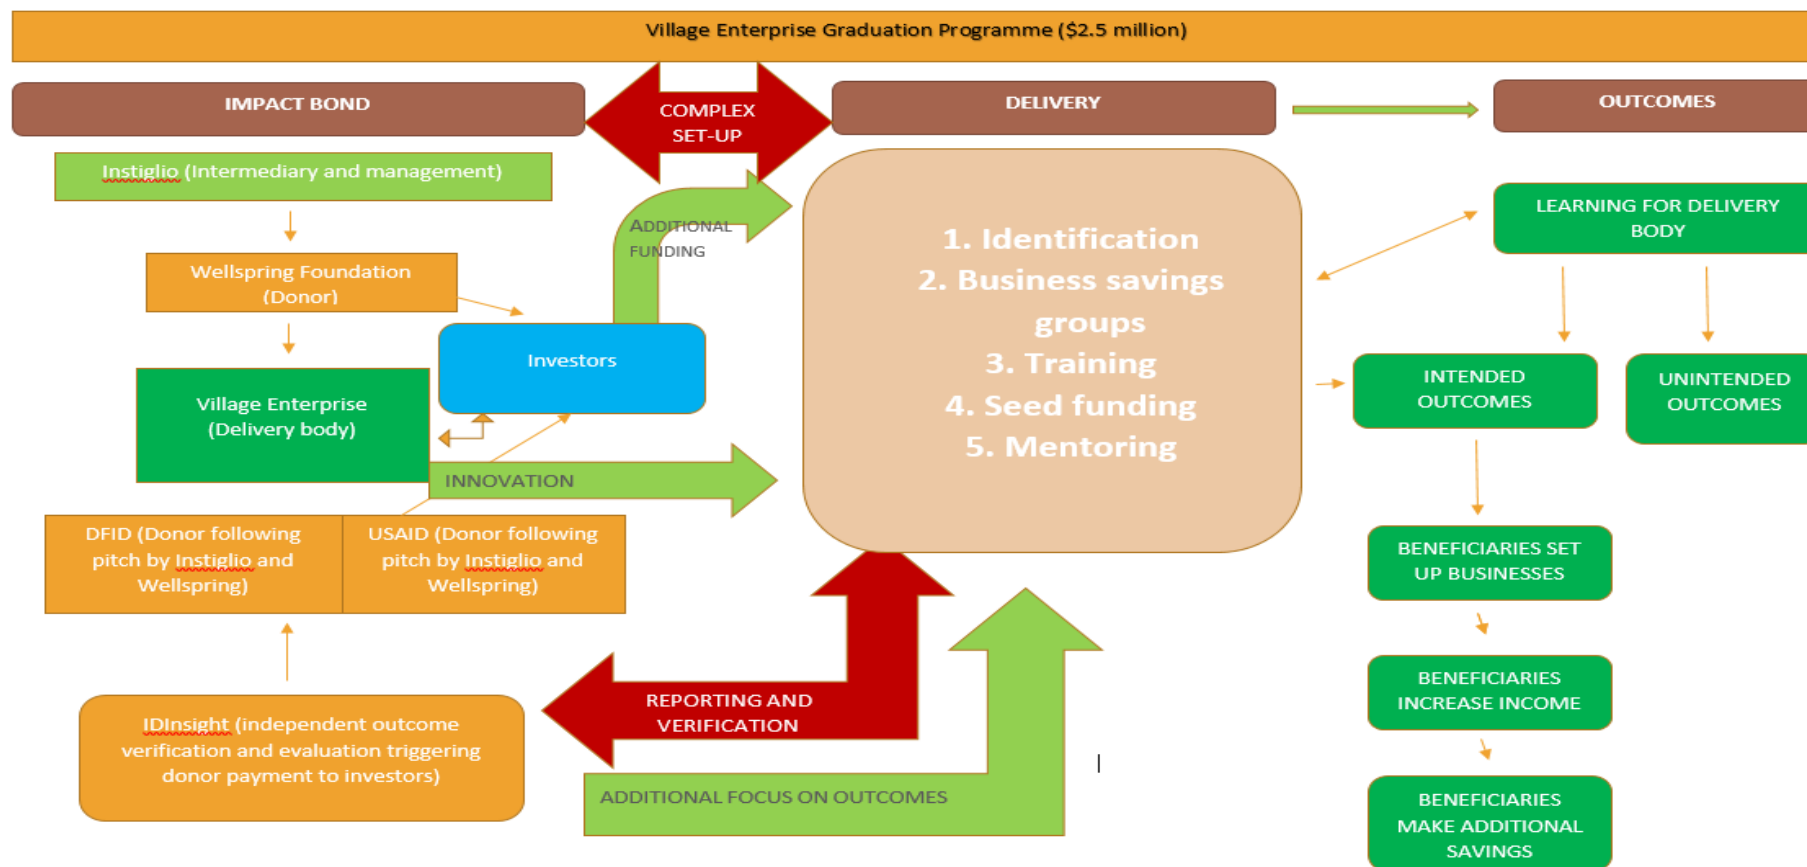 Village Enterprise Graduation Programme ($2.5 million)
IMPACT BOND
COMPLEX
SET-UP
DELIVERY
OUTCOMES
Instiglio (Intermediary and management)
Wellspring Foundation
(Donor)
ADDITIONAL
FUNDING
Investors
Village Enterprise
(Delivery body)
INNOVATION
DFID (Donor following
pitch by Instiglio and
Wellspring)
USAID (Donor following
pitch by Instiglio and
Wellspring)
IDInsight (independent outcome
verification and evaluation triggering
donor payment to investors)
REPORTING AND
VERIFICATION
ADDITIONAL FOCUS ON OUTCOMES
1. Identification
2. Business savings
groups
3. Training
4. Seed funding
5. Mentoring
LEARNING FOR DELIVERY
BODY
INTENDED
OUTCOMES
UNINTENDED
OUTCOMES
BENEFICIARIES SET
UP BUSINESSES
BENEFICIARIES
INCREASE INCOME
BENEFICIARIES
MAKE ADDITIONAL
SAVINGS